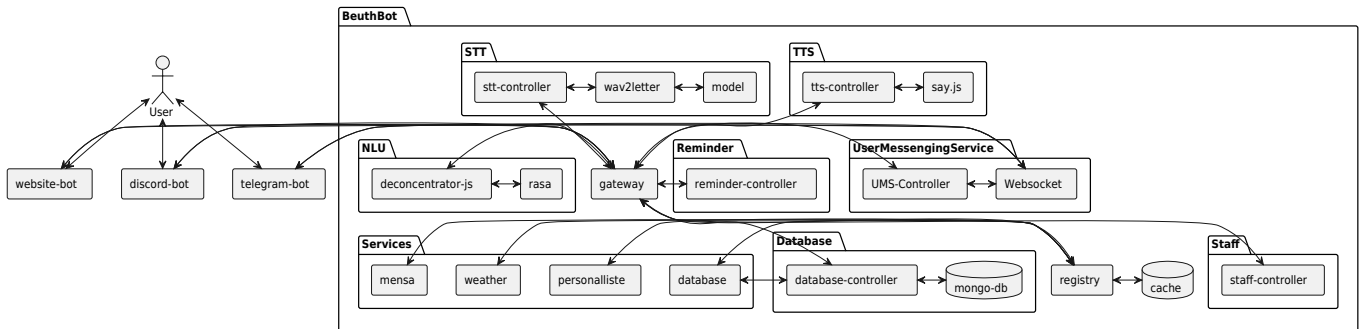 BeuthBot
STT
TTS
stt-controller
wav2letter
model
tts-controller
say.js
User
NLU
Reminder
UserMessengingService
website-bot
discord-bot
telegram-bot
deconcentrator-js
rasa
gateway
reminder-controller
UMS-Controller
Websocket
Services
Database
Staff
mensa
weather
personalliste
database
database-controller
mongo-db
registry
cache
staff-controller